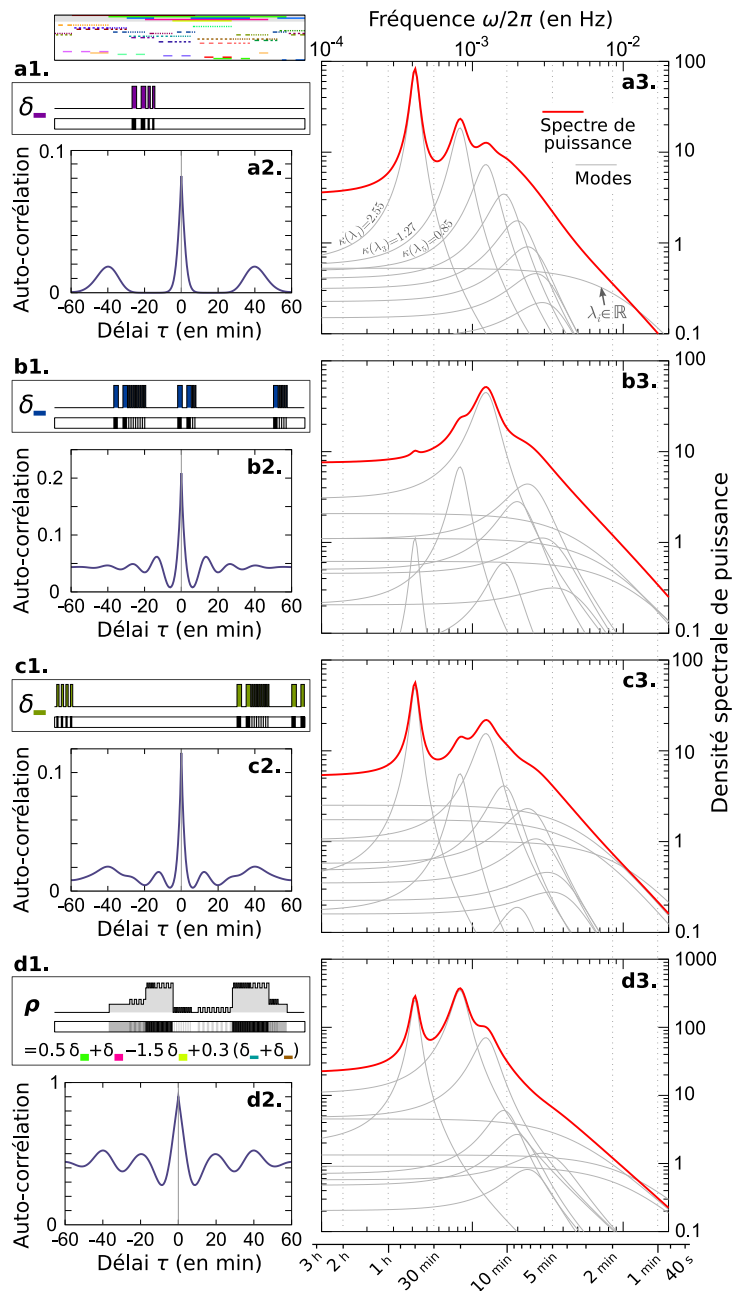 Fréquence ω/2π (en Hz)
10⁻⁴
10⁻³
10⁻²
a1.
δ
a2.
Auto-corrélation
0.1
0
−60 −40 −20 0 20 40 60
Délai τ (en min)
a3.
Spectre de puissance
Modes
κ(λ₁)=2.55
κ(λ₃)=1.27
κ(λ₅)=0.85
λᵢ∈ℝ
100
10
1
0.1
b1.
δ
b2.
Auto-corrélation
0.2
0.1
0
-60 -40 -20 0 20 40 60
Délai τ (en min)
b3.
100
10
1
0.1
Densité spectrale de puissance
c1.
δ
c2.
Auto-corrélation
0.1
0
-60 -40 -20 0 20 40 60
Délai τ (en min)
c3.
100
10
1
0.1
d1.
ρ
=0.5 δ +δ −1.5 δ +0.3 (δ +δ )
d2.
Auto-corrélation
1
0
-60 -40 -20 0 20 40 60
Délai τ (en min)
d3.
1000
100
10
1
0.1
3 h
2 h
1 h
30 min
10 min
5 min
2 min
1 min
40 s